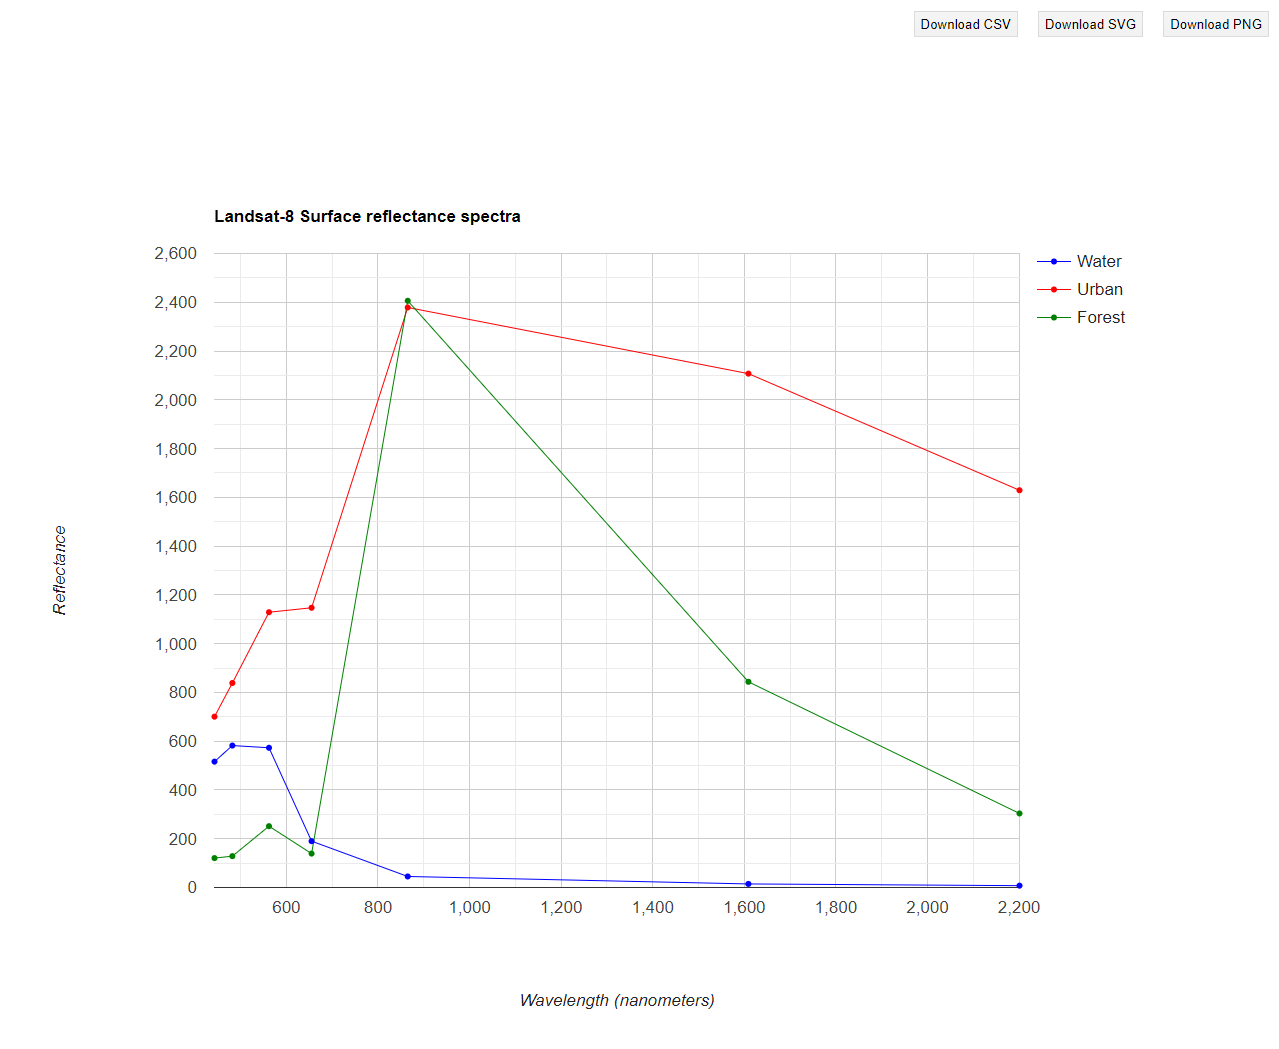 Download CSV Download SVG Download PNG
Landsat-8 Surface reflectance spectra
2,600
2,400
2,200
2,000
1,800
1,600
1,400
1,200
1,000
800
600
400
200
0
Reflectance
600 800 1,000 1,200 1,400 1,600 1,800 2,000 2,200
Wavelength (nanometers)
Water
Urban
Forest